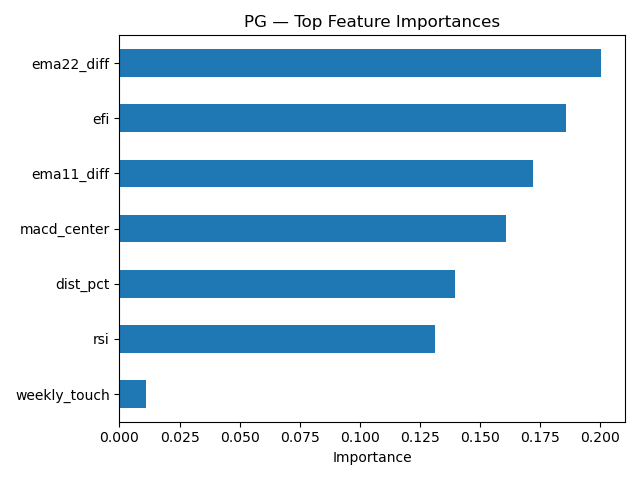 PG — Top Feature Importances
ema22_diff
efi
ema11_diff
macd_center
dist_pct
rsi
weekly_touch
0.000 0.025 0.050 0.075 0.100 0.125 0.150 0.175 0.200
Importance